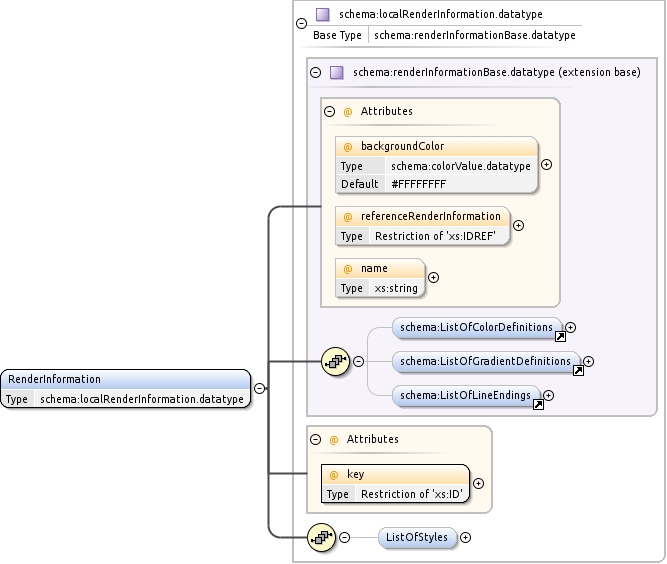 schema:localRenderInformation.datatype
Base Type schema:renderInformationBase.datatype
schema:renderInformationBase.datatype (extension base)
@ Attributes
@ backgroundColor
Type schema:colorValue.datatype
Default #FFFFFFFF
@ referenceRenderInformation
Type Restriction of 'xs:IDREF'
@ name
Type xs:string
schema:ListOfColorDefinitions
schema:ListOfGradientDefinitions
schema:ListOfLineEndings
RenderInformation
Type schema:localRenderInformation.datatype
@ Attributes
@ key
Type Restriction of 'xs:ID'
ListOfStyles